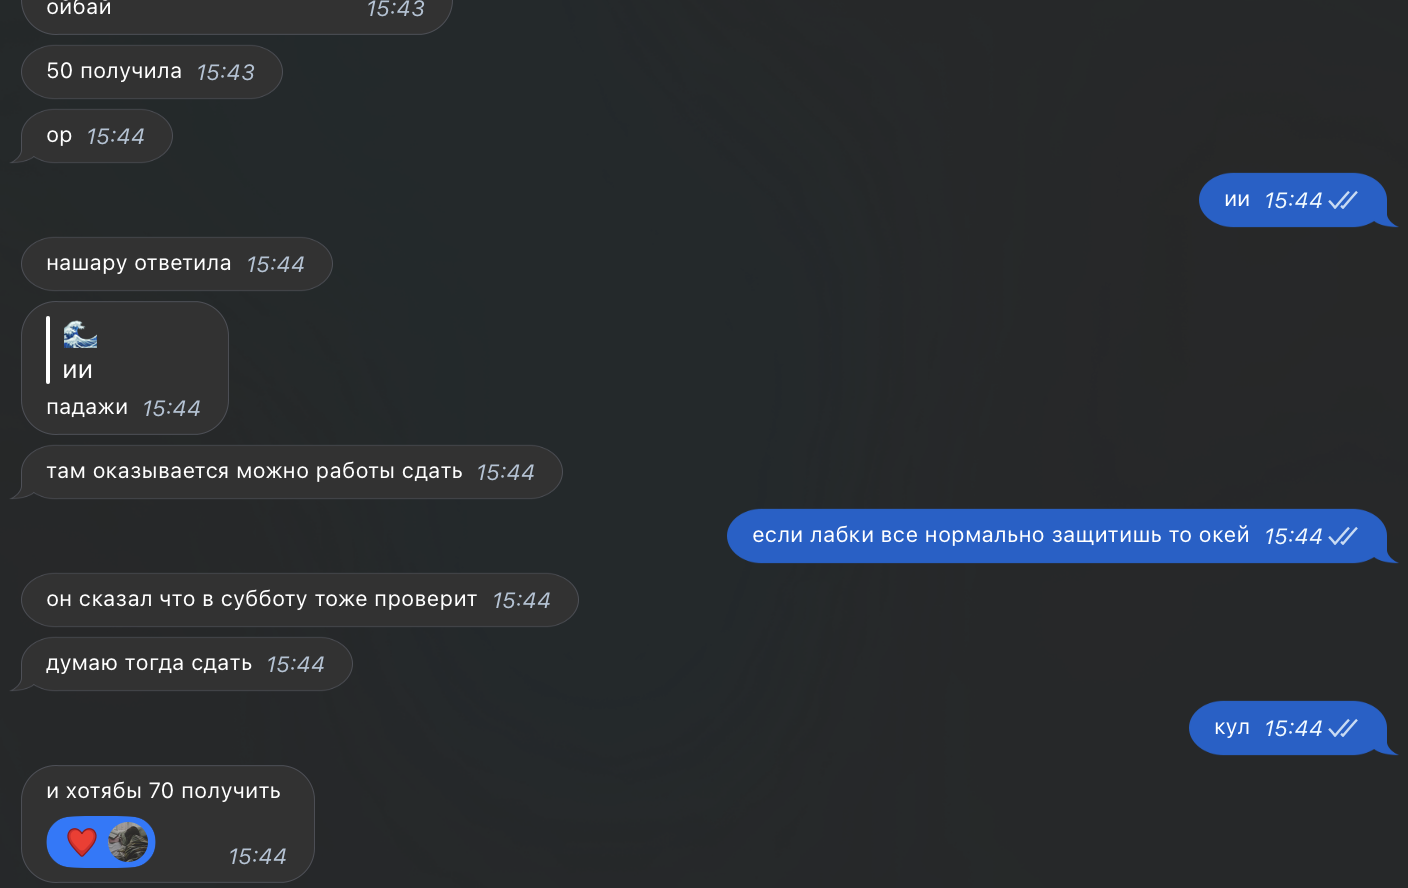 ойбай 15:43
50 получила 15:43
ор 15:44
ии 15:44
нашару ответила 15:44
🌊
ии
падажи 15:44
там оказывается можно работы сдать 15:44
если лабки все нормально защитишь то окей 15:44
он сказал что в субботу тоже проверит 15:44
думаю тогда сдать 15:44
кул 15:44
и хотябы 70 получить
❤️ 15:44